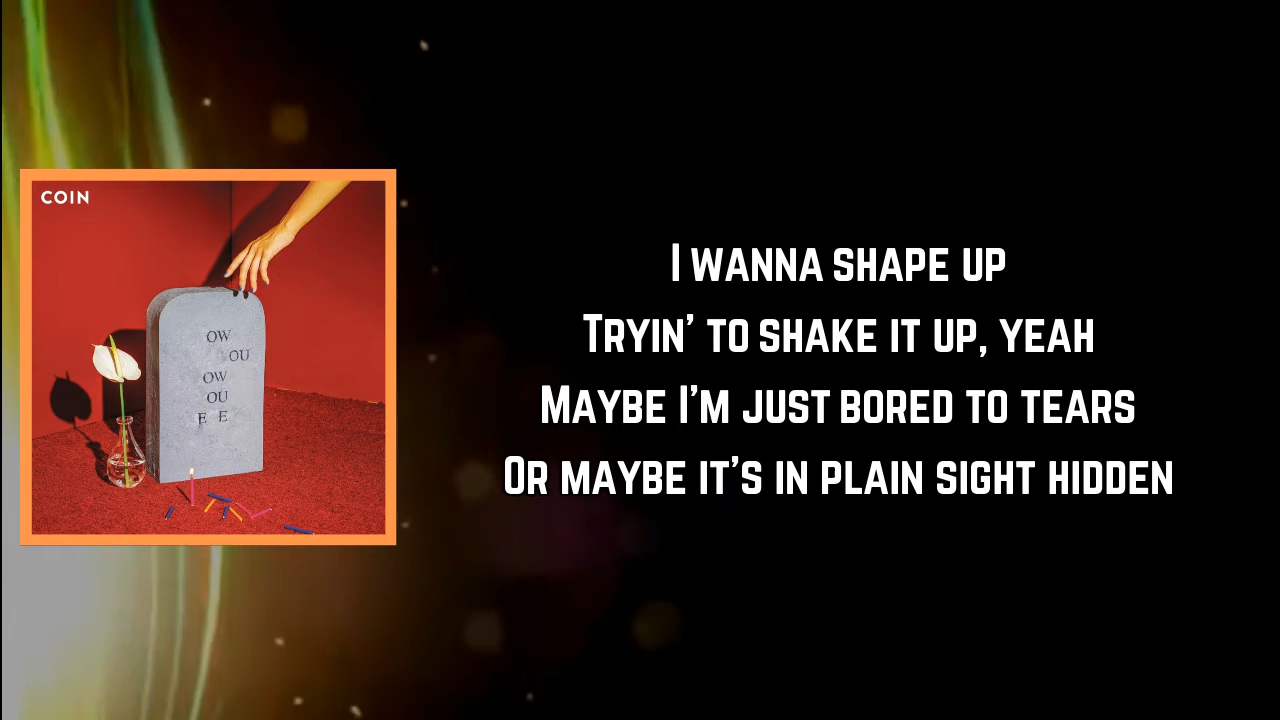 COIN
OW
OU
OW
OU
E E
I WANNA SHAPE UP
TRYIN' TO SHAKE IT UP, YEAH
MAYBE I'M JUST BORED TO TEARS
OR MAYBE IT'S IN PLAIN SIGHT HIDDEN